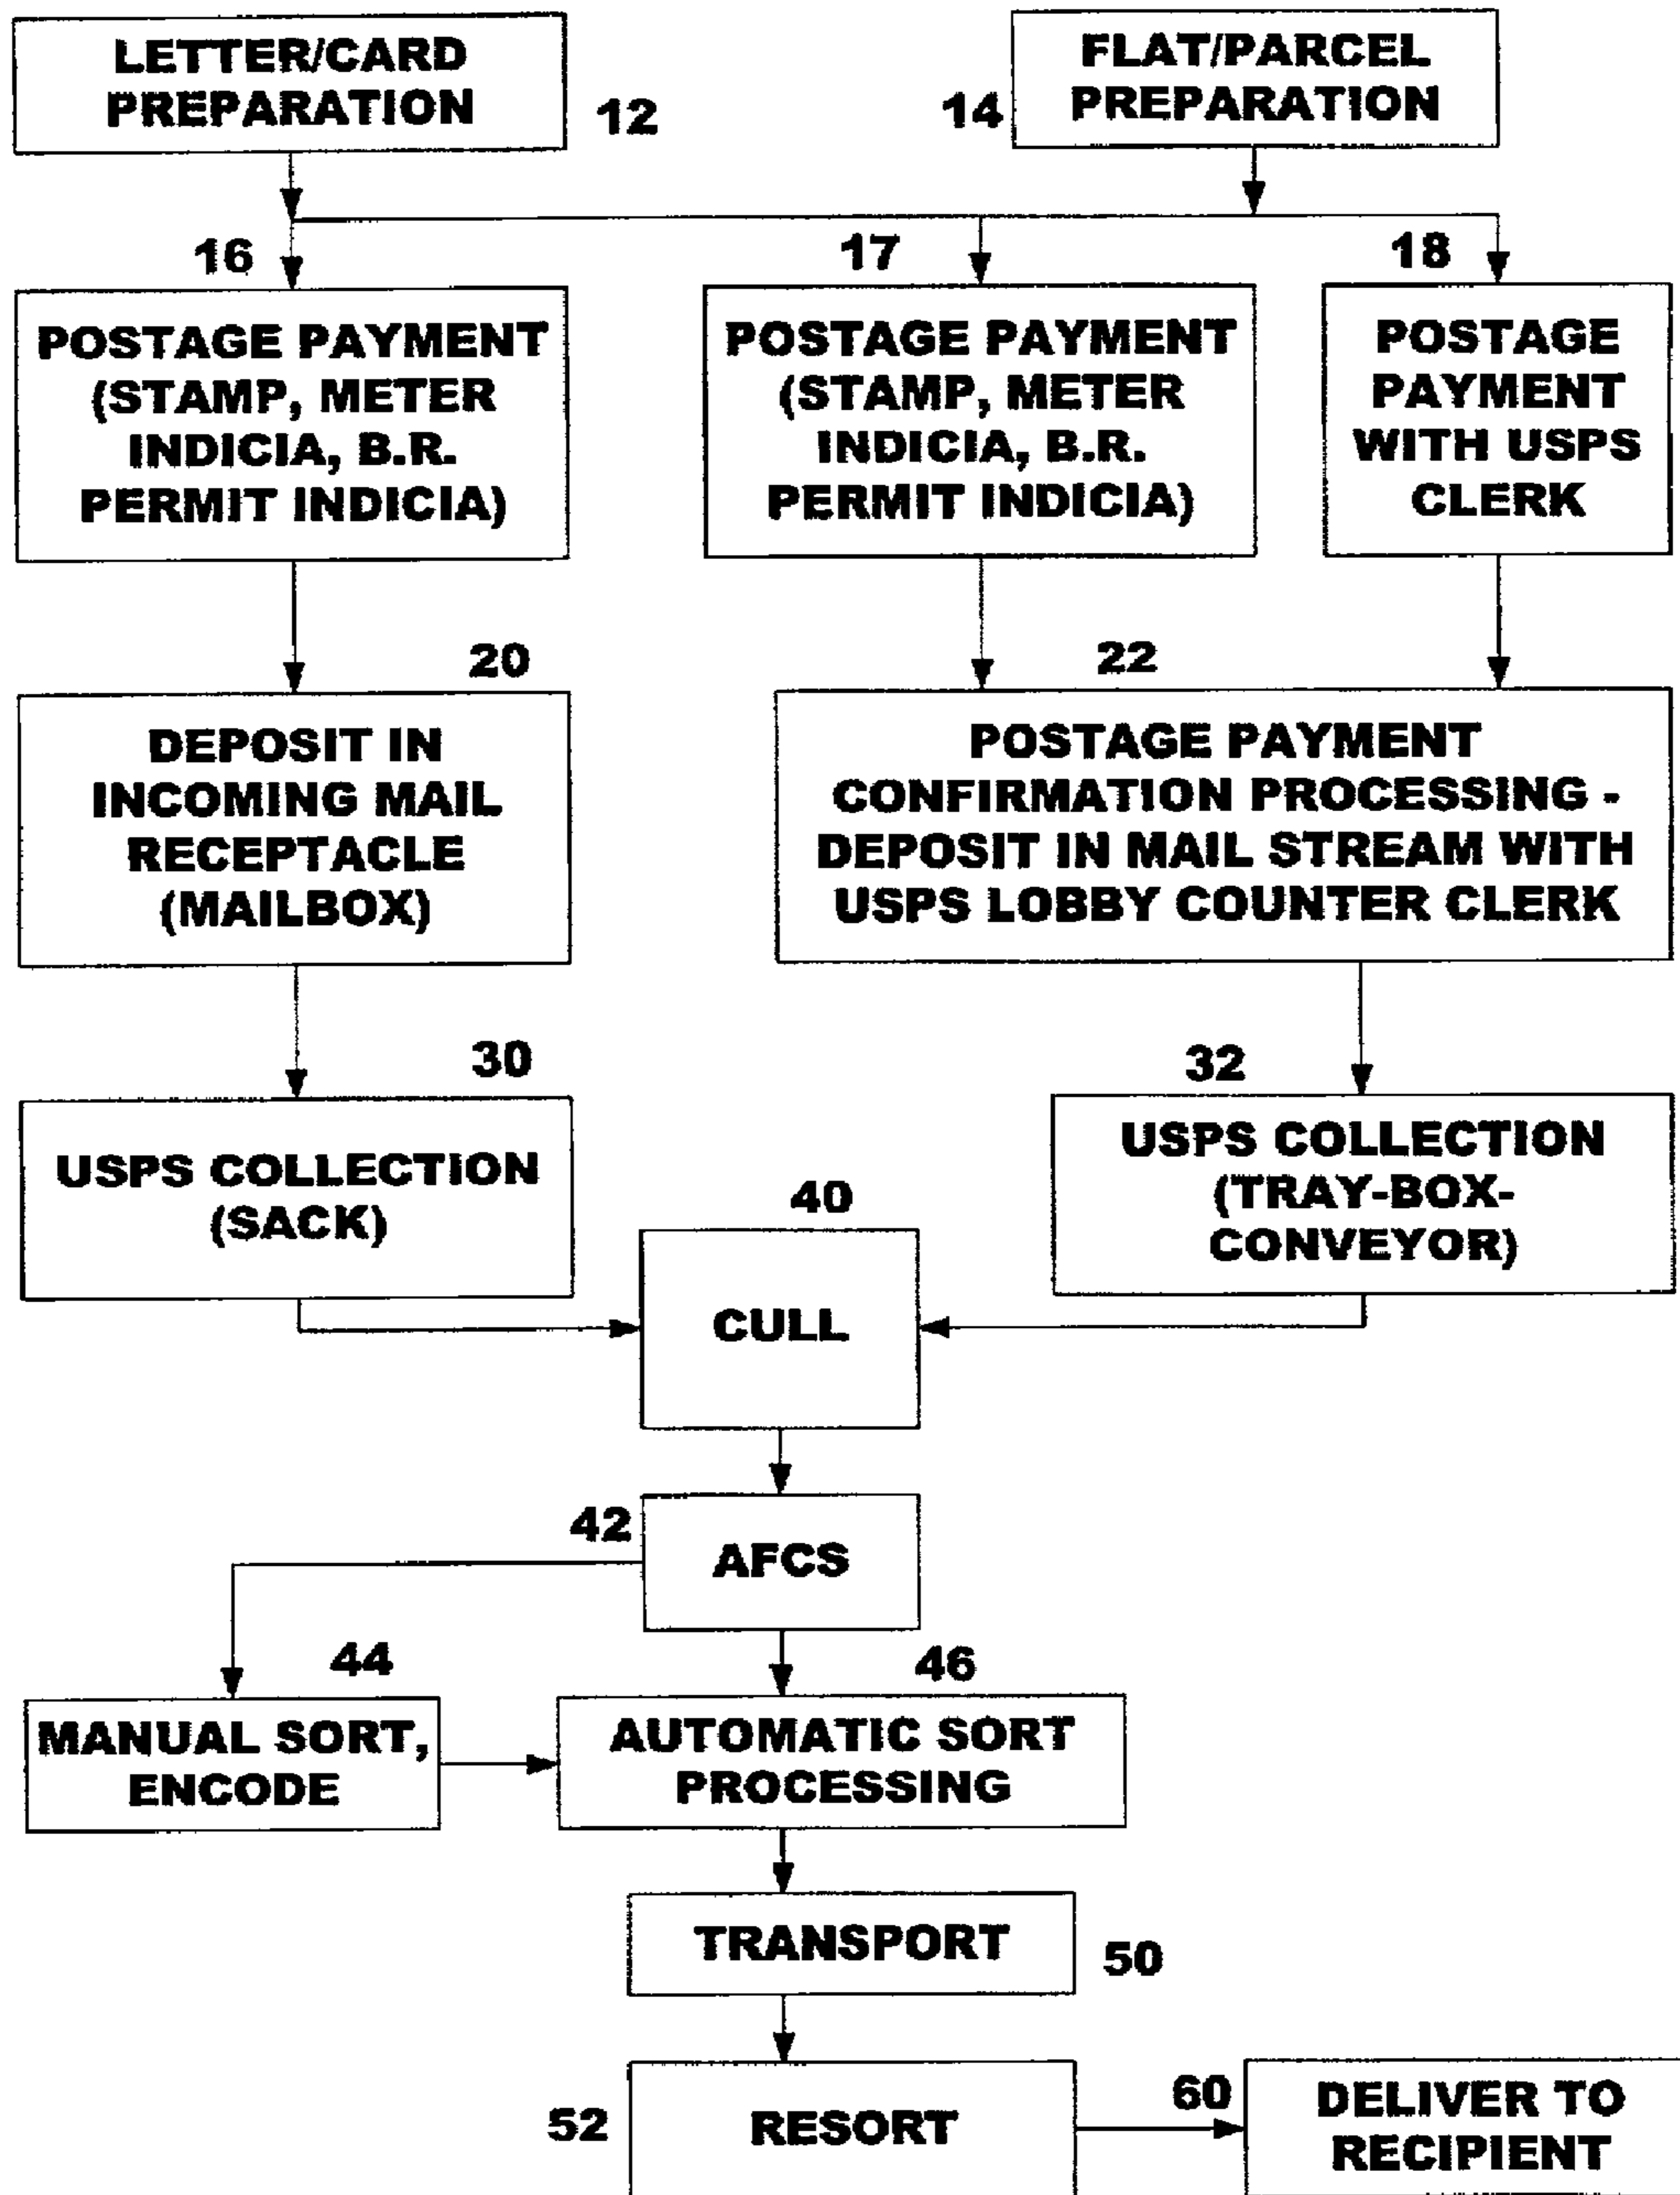 LETTER/CARD
PREPARATION
12
14
FLAT/PARCEL
PREPARATION
16
17
18
POSTAGE PAYMENT
(STAMP, METER
INDICIA, B.R.
PERMIT INDICIA)
POSTAGE PAYMENT
(STAMP, METER
INDICIA, B.R.
PERMIT INDICIA)
POSTAGE
PAYMENT
WITH USPS
CLERK
20
22
DEPOSIT IN
INCOMING MAIL
RECEPTACLE
(MAILBOX)
POSTAGE PAYMENT
CONFIRMATION PROCESSING -
DEPOSIT IN MAIL STREAM WITH
USPS LOBBY COUNTER CLERK
30
32
USPS COLLECTION
(SACK)
USPS COLLECTION
(TRAY-BOX-
CONVEYOR)
40
CULL
42
AFCS
44
46
MANUAL SORT,
ENCODE
AUTOMATIC SORT
PROCESSING
TRANSPORT
50
52
RESORT
60
DELIVER TO
RECIPIENT